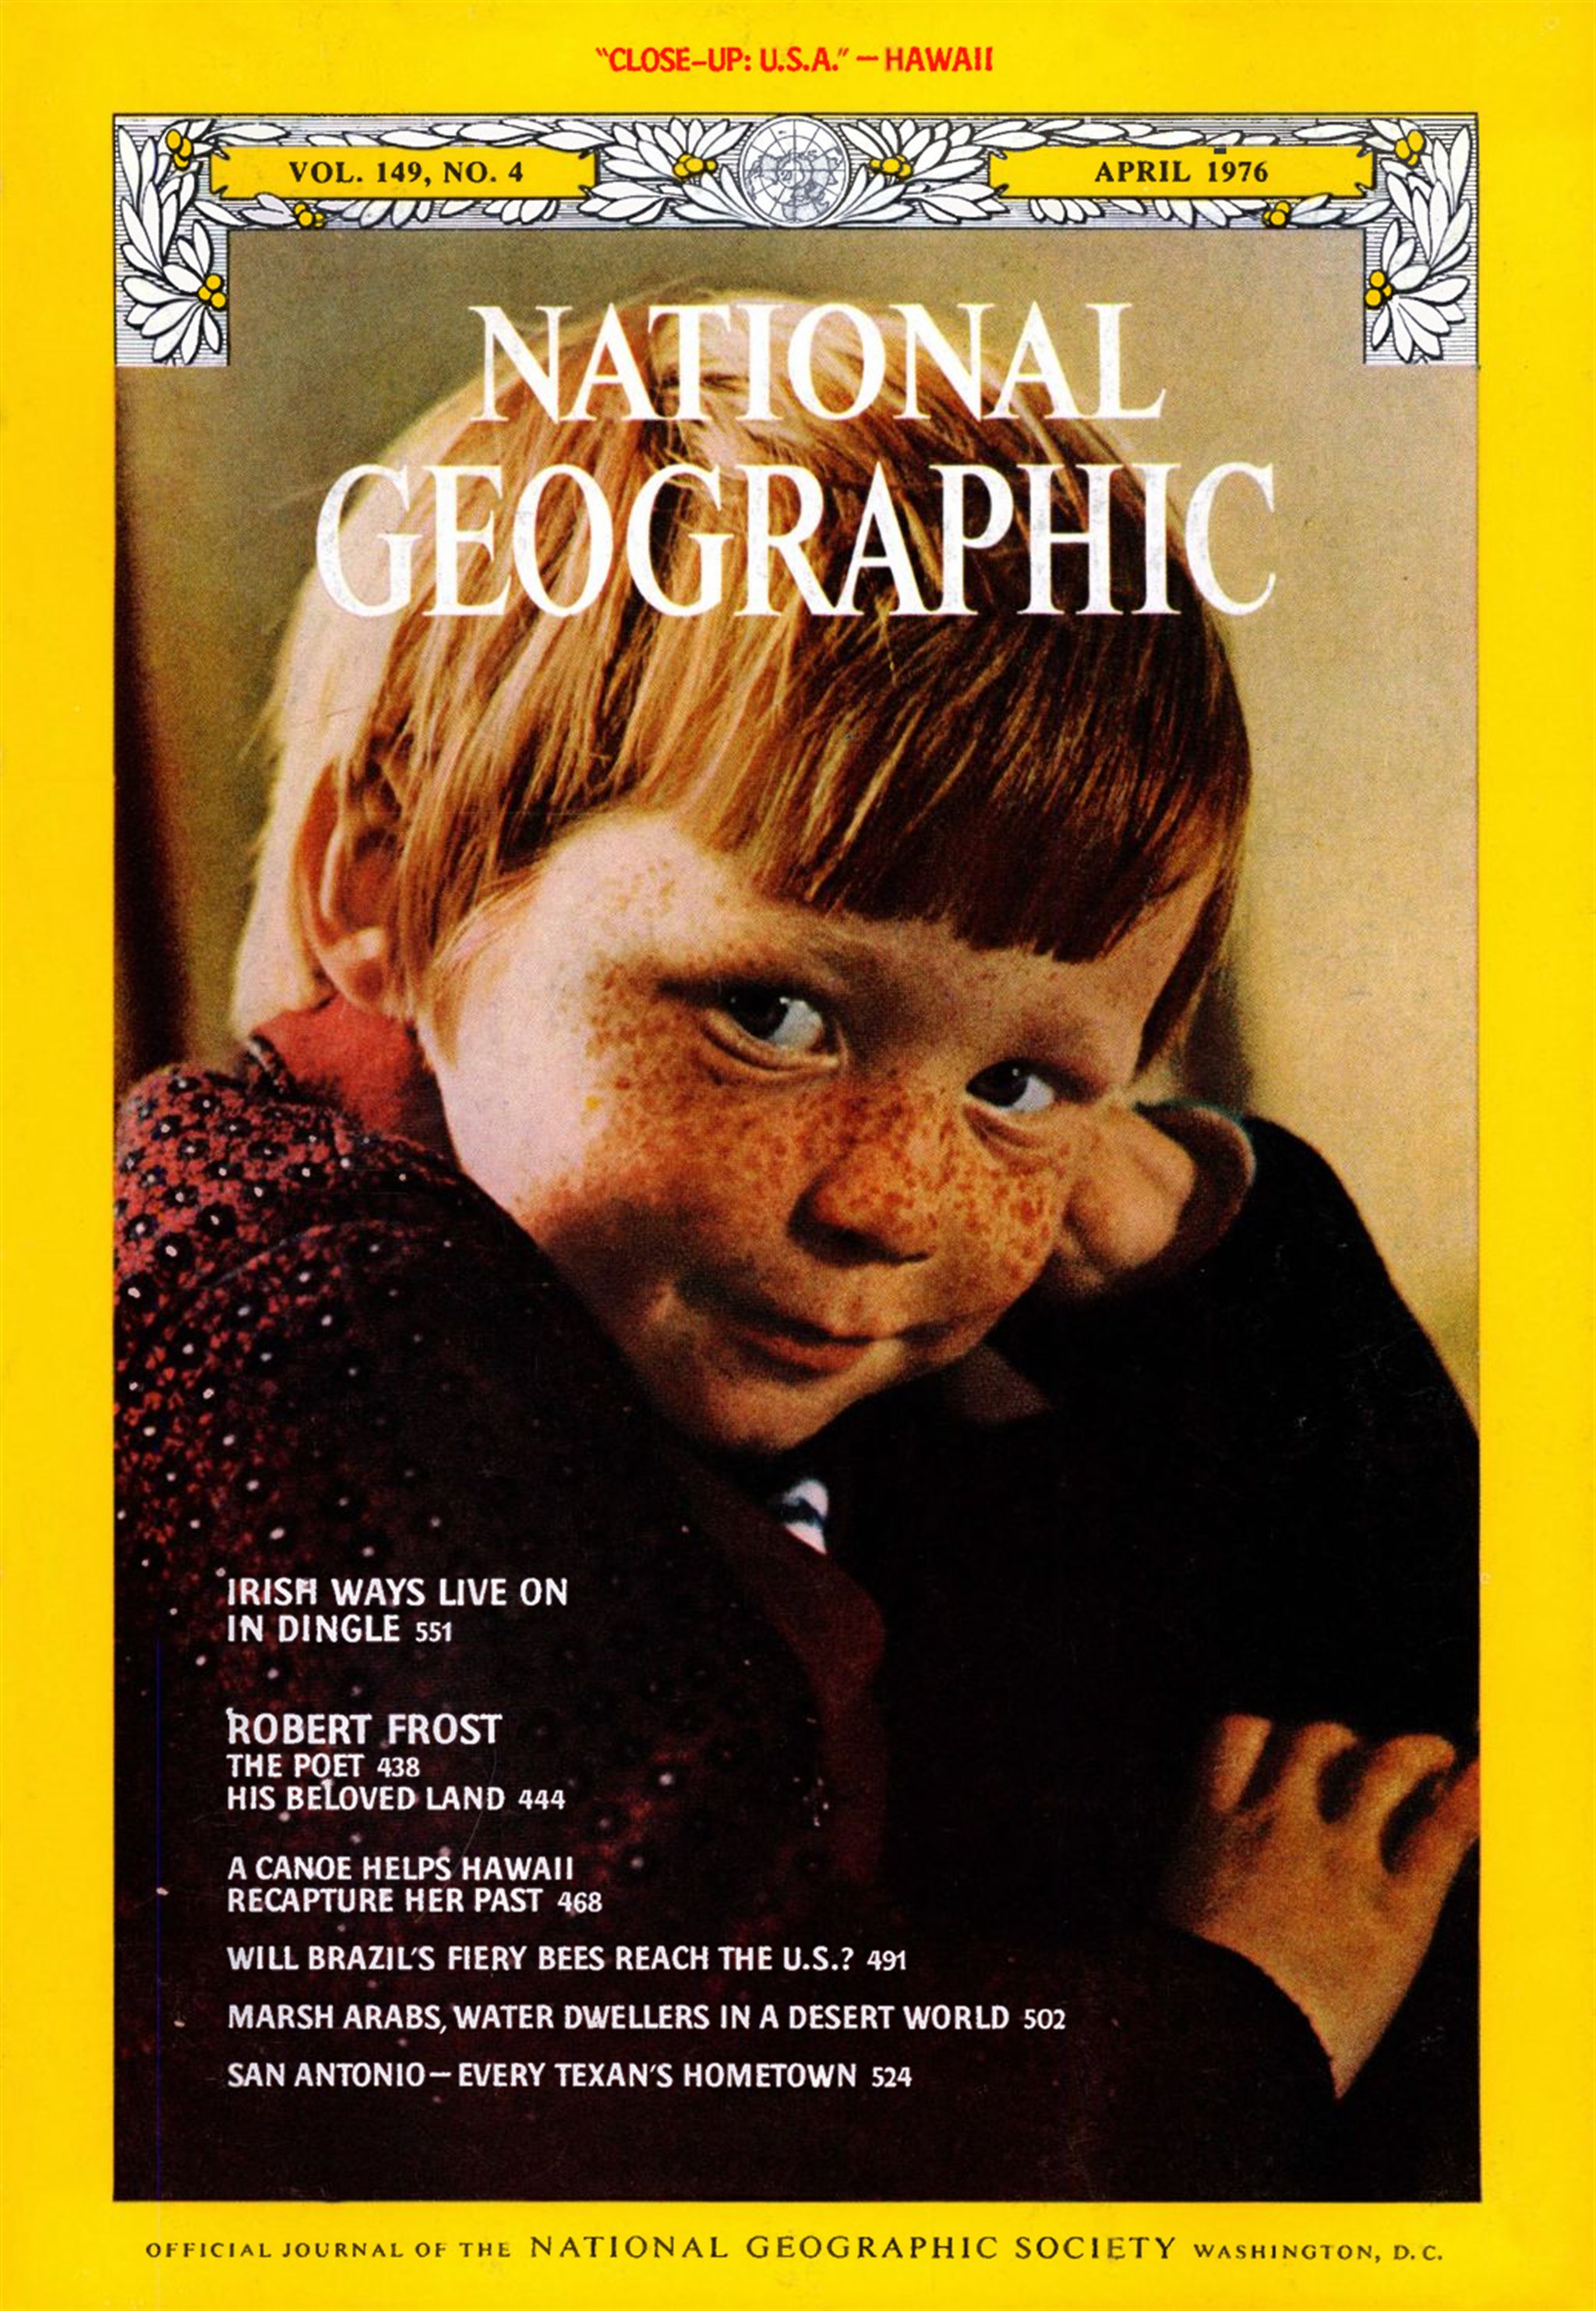 "CLOSE-UP: U.S.A." — HAWAII
VOL. 149, NO. 4
APRIL 1976
NATIONAL
GEOGRAPHIC
IRISH WAYS LIVE ON
IN DINGLE 551
ROBERT FROST
THE POET 438
HIS BELOVED LAND 444
A CANOE HELPS HAWAII
RECAPTURE HER PAST 468
WILL BRAZIL'S FIERY BEES REACH THE U.S.? 491
MARSH ARABS, WATER DWELLERS IN A DESERT WORLD 502
SAN ANTONIO—EVERY TEXAN'S HOMETOWN 524
OFFICIAL JOURNAL OF THE NATIONAL GEOGRAPHIC SOCIETY WASHINGTON, D.C.